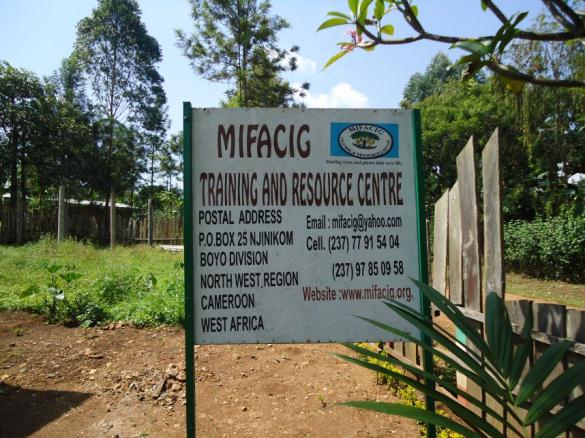 MIFACIG
MIFACIG
TRAINING AND RESOURCE CENTRE
POSTAL ADDRESS
P.O.BOX 25 NJINIKOM
BOYO DIVISION
NORTH WEST REGION
CAMEROON
WEST AFRICA
Email : mifacig@yahoo.com
Cell. (237) 77 91 54 04
(237) 97 85 09 58
Website :www.mifacig.org.